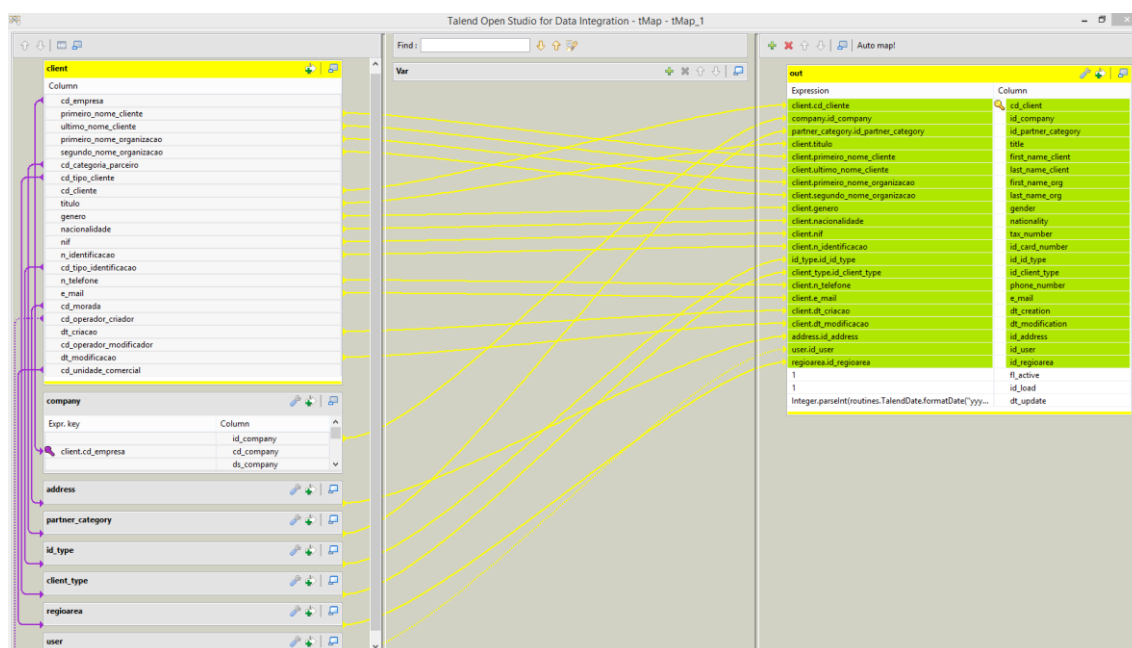 Talend Open Studio for Data Integration - tMap - tMap_1
client
Column
cd_empresa
primeiro_nome_cliente
ultimo_nome_cliente
primeiro_nome_organizacao
segundo_nome_organizacao
cd_categoria_parceiro
cd_tipo_cliente
cd_cliente
titulo
genero
nacionalidade
nif
n_identificacao
cd_tipo_identificacao
n_telefone
e_mail
cd_morada
cd_operador_criador
dt_criacao
cd_operador_modificador
dt_modificacao
cd_unidade_comercial
company
Expr. key Column
id_company
client.cd_empresa cd_company
ds_company
address
partner_category
id_type
client_type
regioarea
user
Find :
Var
Auto map!
out
Expression Column
client.cd_cliente cd_client
company.id_company id_company
partner_category.id_partner_category id_partner_category
client.titulo title
client.primeiro_nome_cliente first_name_client
client.ultimo_nome_cliente last_name_client
client.primeiro_nome_organizacao first_name_org
client.segundo_nome_organizacao last_name_org
client.genero gender
client.nacionalidade nationality
client.nif tax_number
client.n_identificacao id_card_number
id_type.id_id_type id_id_type
client_type.id_client_type id_client_type
client.n_telefone phone_number
client.e_mail e_mail
client.dt_criacao dt_creation
client.dt_modificacao dt_modification
address.id_address id_address
user.id_user id_user
regioarea.id_regioarea id_regioarea
1 fl_active
1 id_load
Integer.parseInt(routines.TalendDate.formatDate("yyy... dt_update